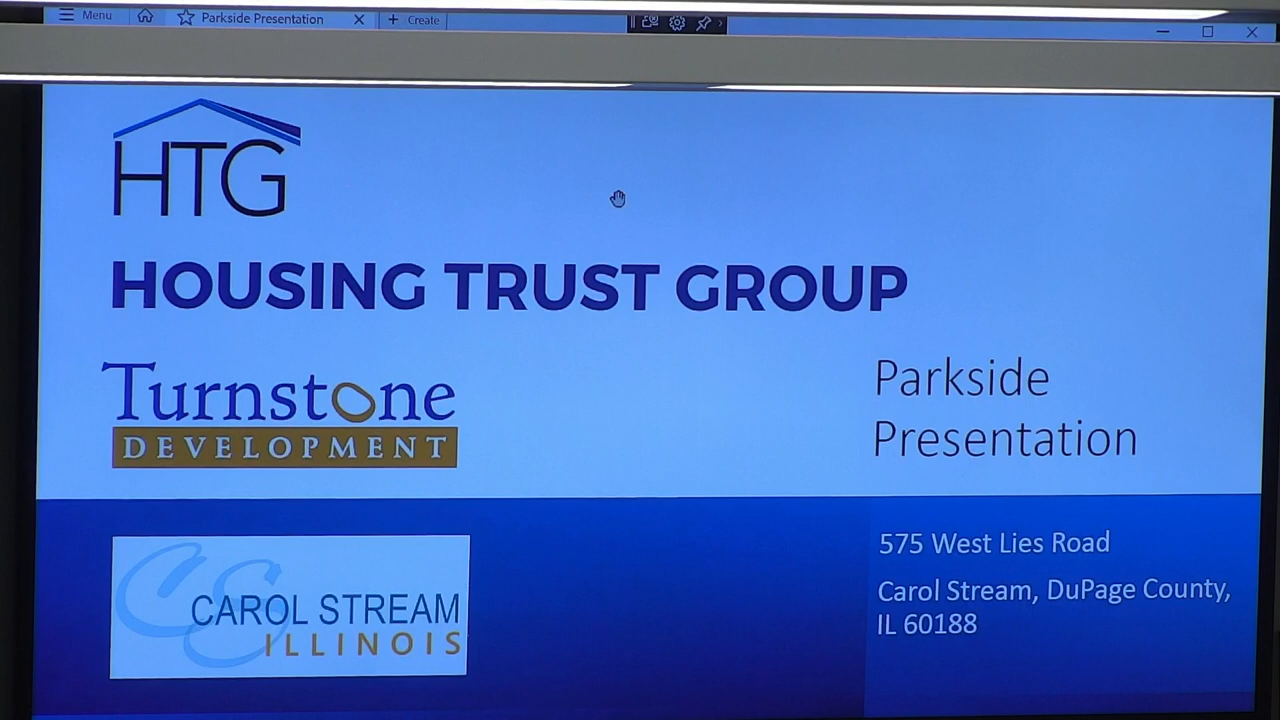 Menu
Parkside Presentation
+ Create
HTG
HOUSING TRUST GROUP
Turnstone
DEVELOPMENT
Parkside
Presentation
CS
CAROL STREAM
ILLINOIS
575 West Lies Road
Carol Stream, DuPage County,
IL 60188